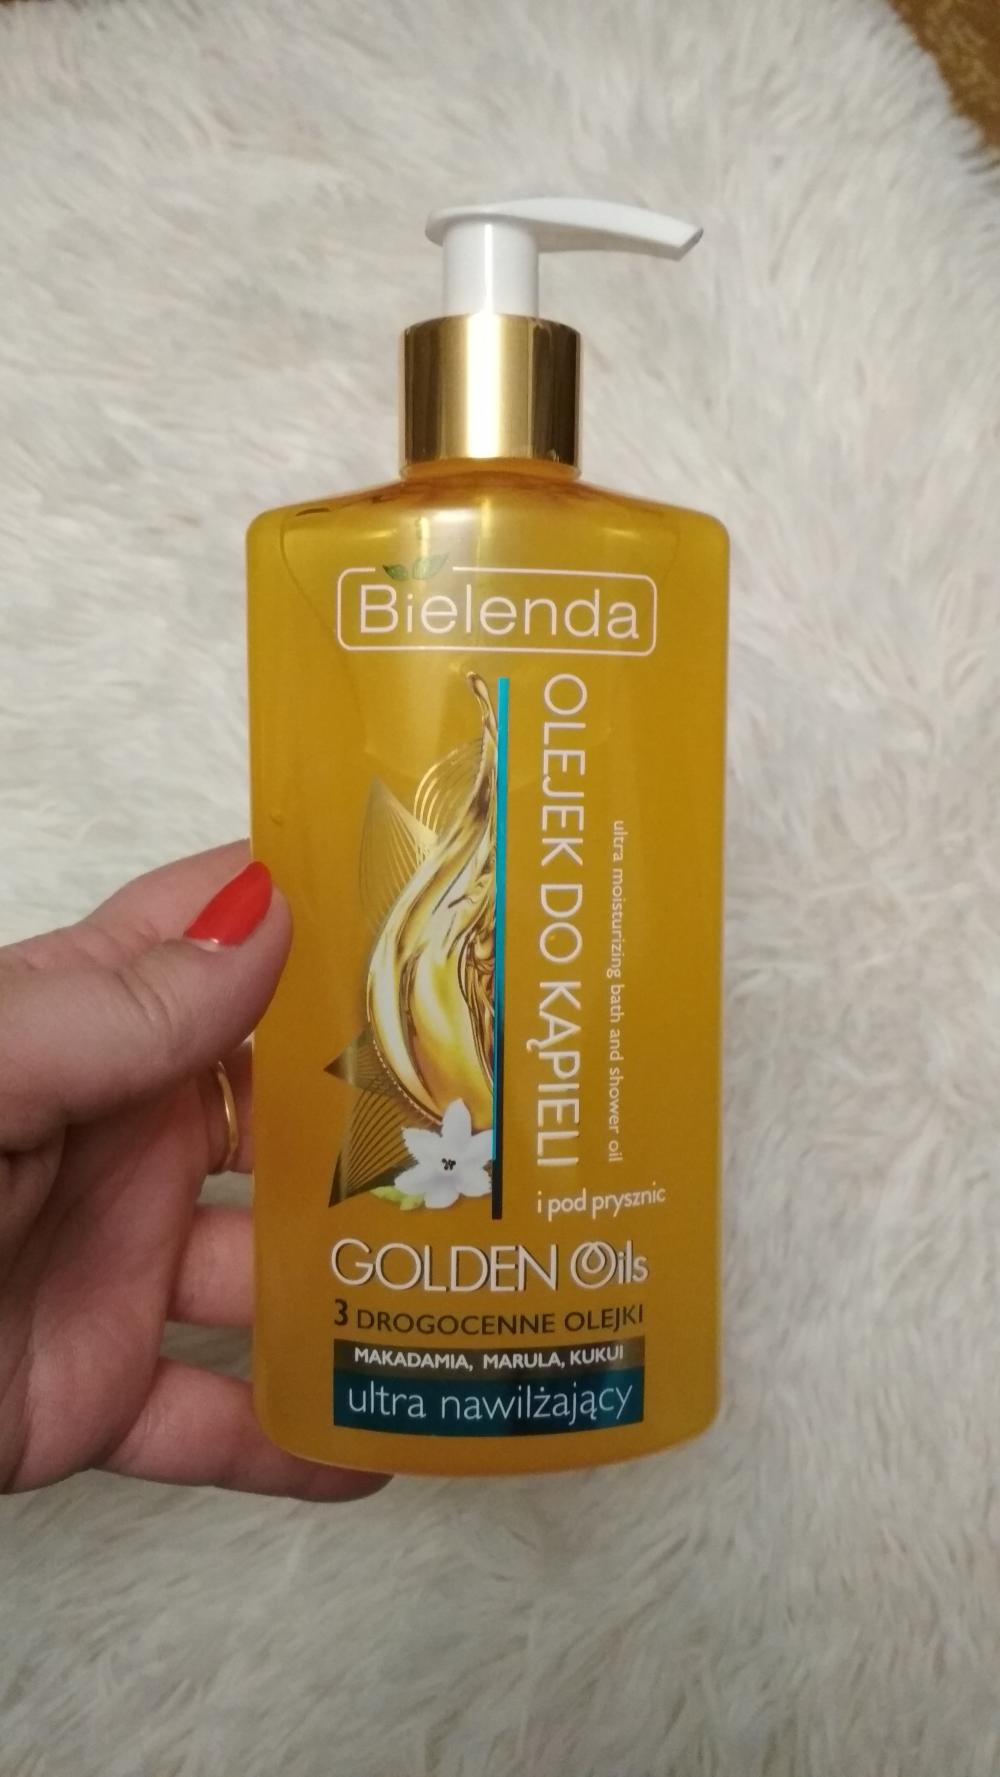 Bielenda
OLEJEK DO KĄPIELI
ultra moisturizing bath and shower oil
i pod prysznic
GOLDEN Oils
3 DROGOCENNE OLEJKI
MAKADAMIA, MARULA, KUKUI
ultra nawilżający